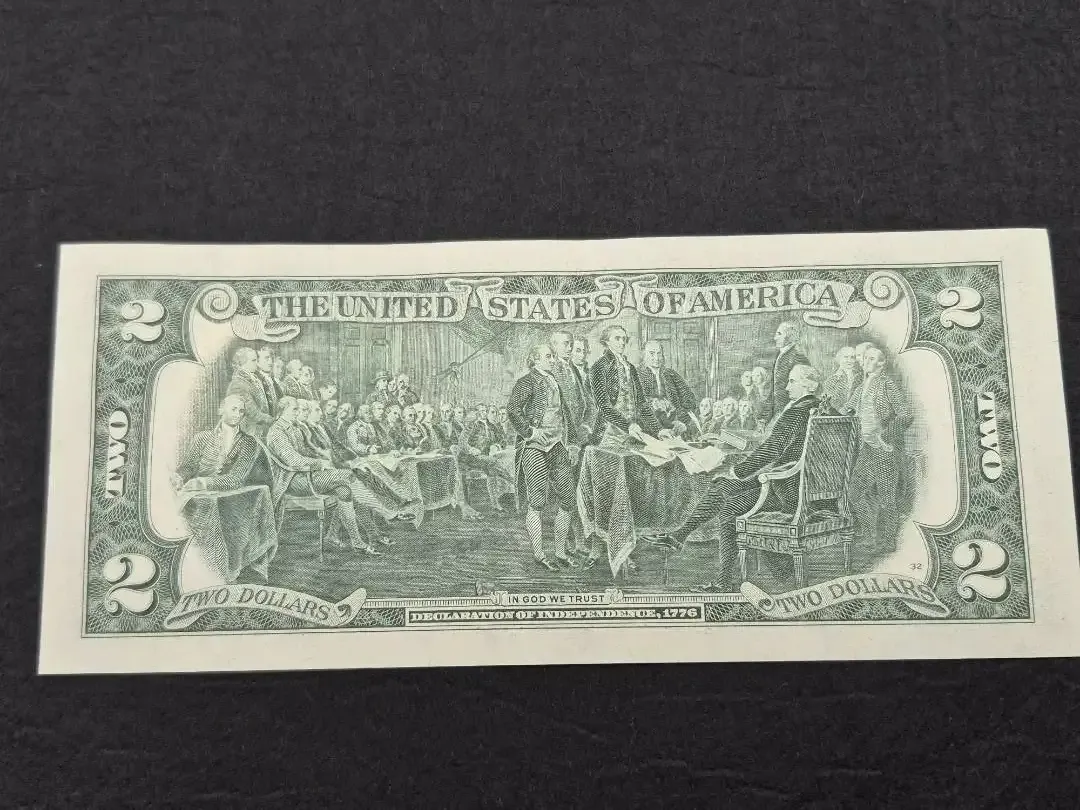 THE UNITED STATES OF AMERICA
2
2
TWO
TWO
32
2
2
TWO DOLLARS
IN GOD WE TRUST
TWO DOLLARS
DECLARATION OF INDEPENDENCE, 1776